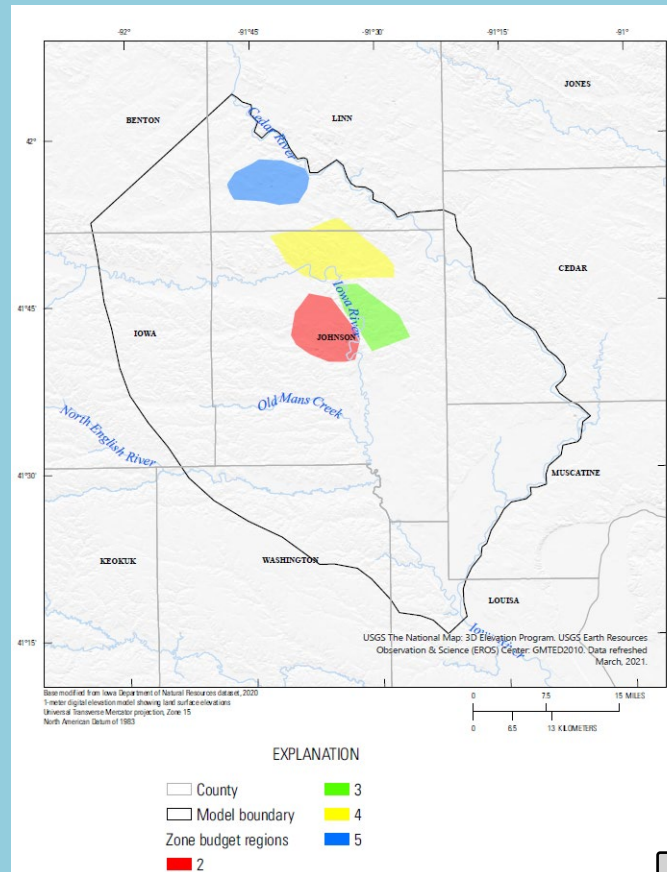 -92°
-91°45'
-91°30'
-91°15'
-91°
JONES
BENTON
LINN
Cedar River
42°
CEDAR
41°45'
IOWA
Iowa River
JOHNSON
Old Mans Creek
North English River
41°30'
MUSCATINE
KEOKUK
WASHINGTON
LOUISA
Iowa River
41°15'
USGS The National Map: 3D Elevation Program. USGS Earth Resources
Observation & Science (EROS) Center: GMTED2010. Data refreshed
March, 2021.
Base modified from Iowa Department of Natural Resources dataset, 2020
1-meter digital elevation model showing land surface elevations
Universal Transverse Mercator projection, Zone 15
North American Datum of 1983
0 7.5 15 MILES
0 6.5 13 KILOMETERS
EXPLANATION
County
Model boundary
Zone budget regions
2
3
4
5